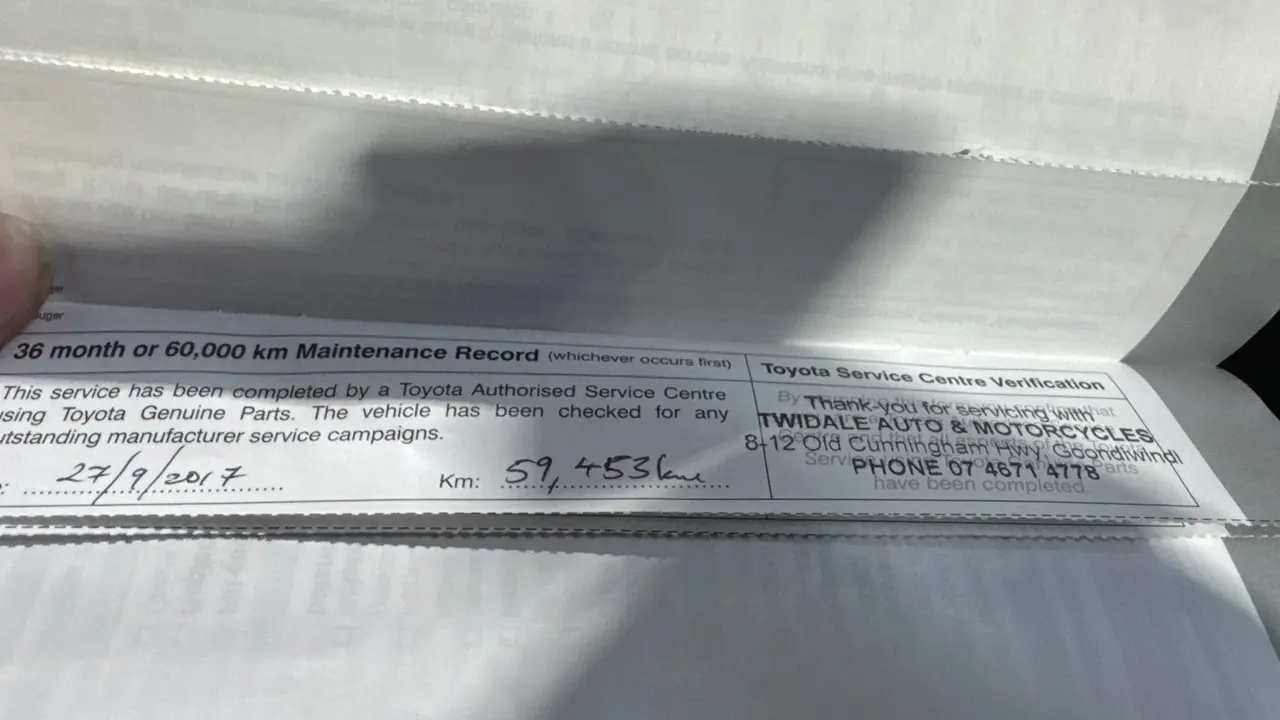 uger
36 month or 60,000 km Maintenance Record (whichever occurs first)
This service has been completed by a Toyota Authorised Service Centre
using Toyota Genuine Parts. The vehicle has been checked for any
utstanding manufacturer service campaigns.
: 27/9/2017 Km: 59,453km
Toyota Service Centre Verification
Thank-you for servicing with
TWIDALE AUTO & MOTORCYCLES
8-12 Old Cunningham Hwy, Goondiwindi
PHONE 07 4671 4778
have been completed.